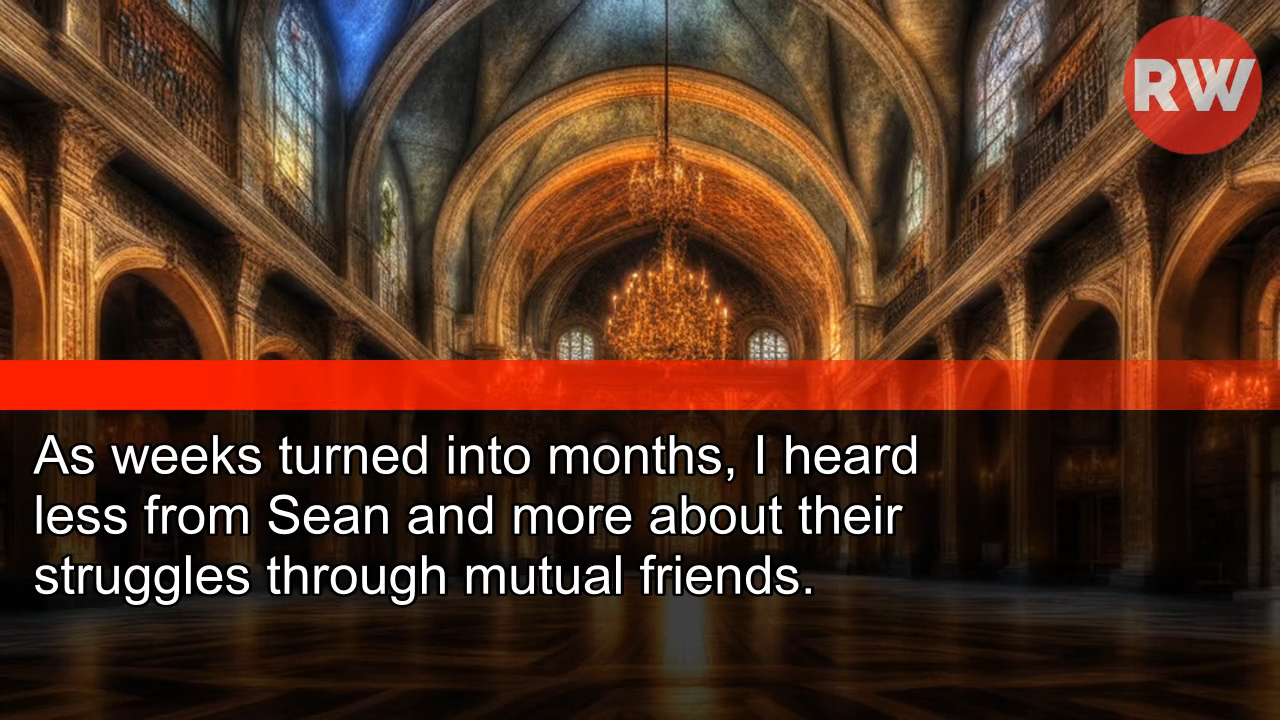 RW
As weeks turned into months, I heard
less from Sean and more about their
struggles through mutual friends.